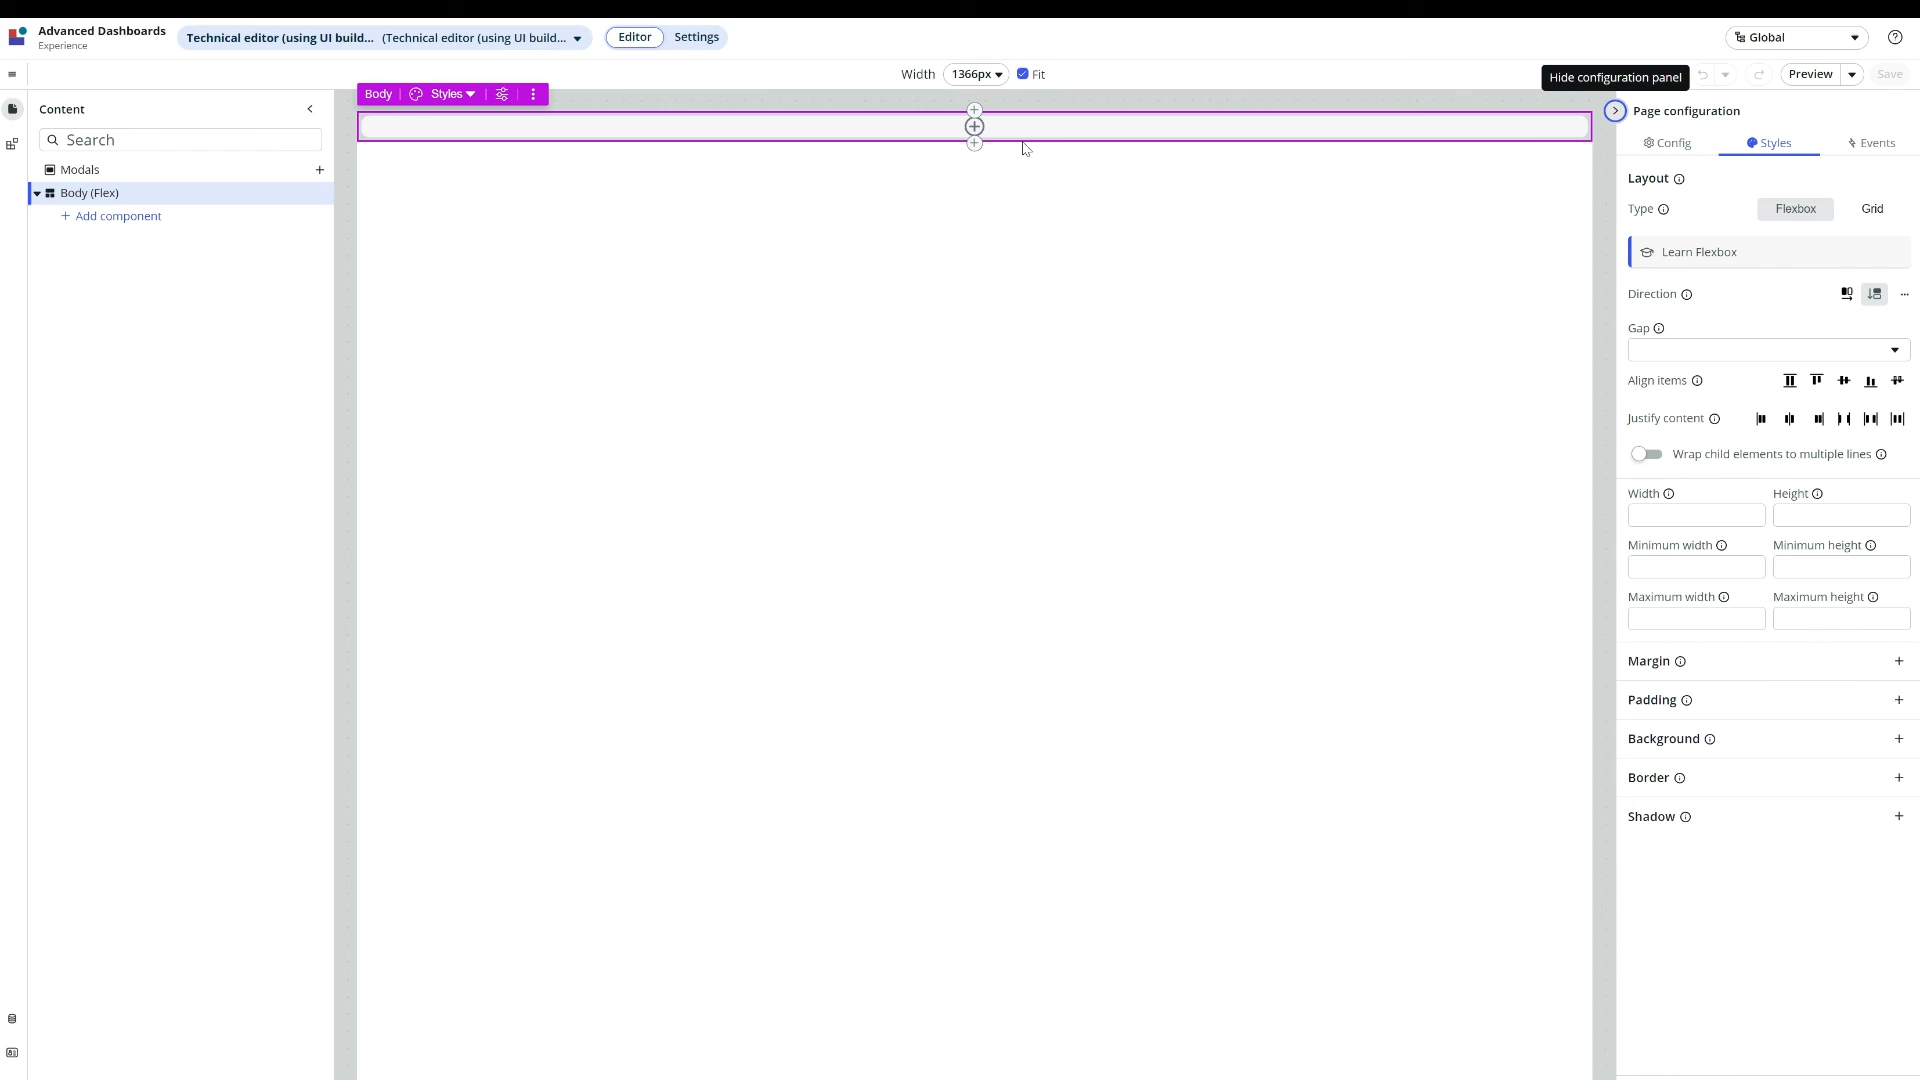 Advanced Dashboards
Experience
Technical editor (using UI build... (Technical editor (using UI build...
Editor
Settings
Global
Width
1366px
Fit
Hide configuration panel
Preview
Save
Content
Search
Modals
Body (Flex)
+ Add component
Body
Styles
Page configuration
Config
Styles
Events
Layout
Type
Flexbox
Grid
Learn Flexbox
Direction
Gap
Align items
Justify content
Wrap child elements to multiple lines
Width
Height
Minimum width
Minimum height
Maximum width
Maximum height
Margin
Padding
Background
Border
Shadow